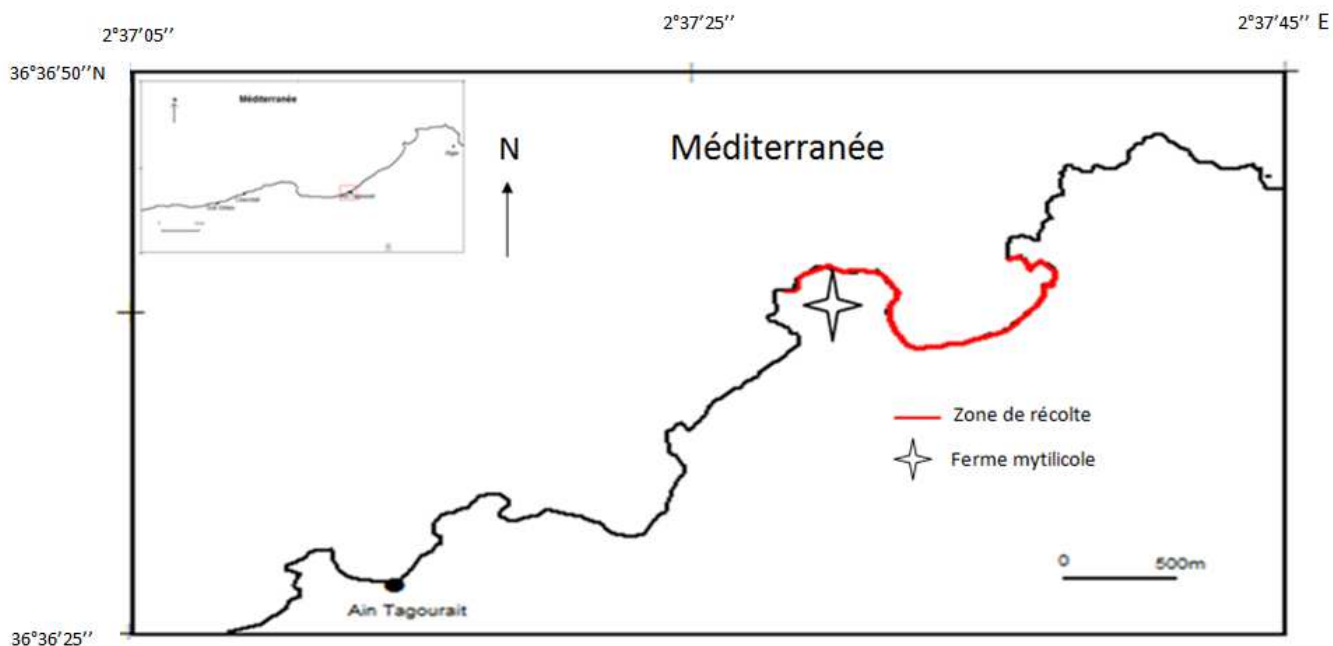 2°37'05’’
2°37’25’’
2°37’45’’ E
36°36’50’’N
Méditerranée
N
Méditerranée
Zone de récolte
Ferme mytilicole
0 500m
Ain Tagourait
36°36’25’’